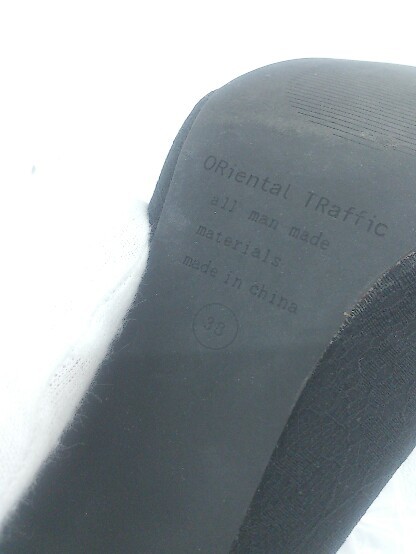 ORiental TRaffic
all man made
materials
made in china
38